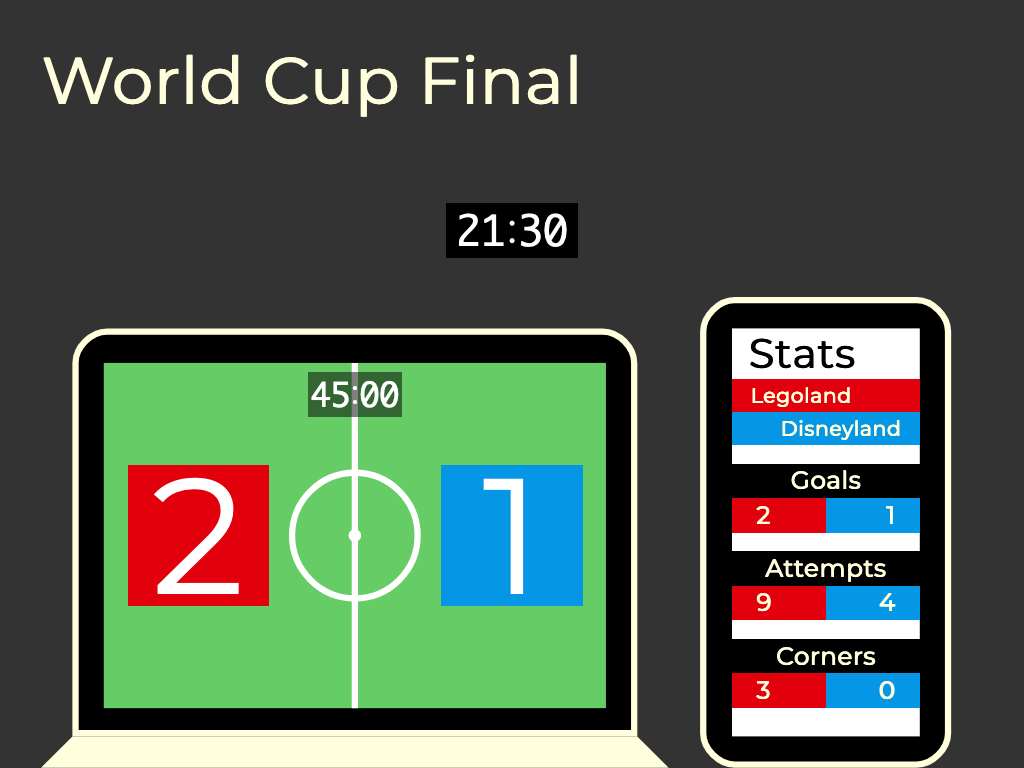 World Cup Final
21:30
45:00
2 1
Stats
Legoland
Disneyland
Goals
2 1
Attempts
9 4
Corners
3 0